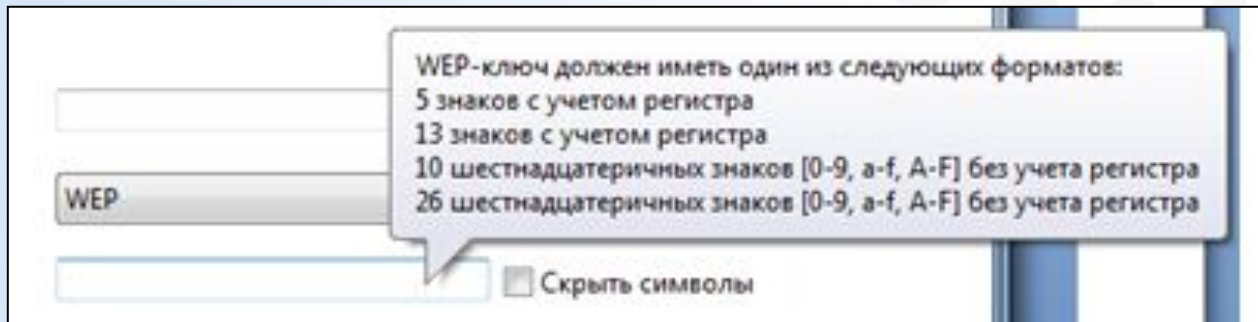 WEP-ключ должен иметь один из следующих форматов:
5 знаков с учетом регистра
13 знаков с учетом регистра
10 шестнадцатеричных знаков [0-9, a-f, A-F] без учета регистра
26 шестнадцатеричных знаков [0-9, a-f, A-F] без учета регистра
WEP
Скрыть символы